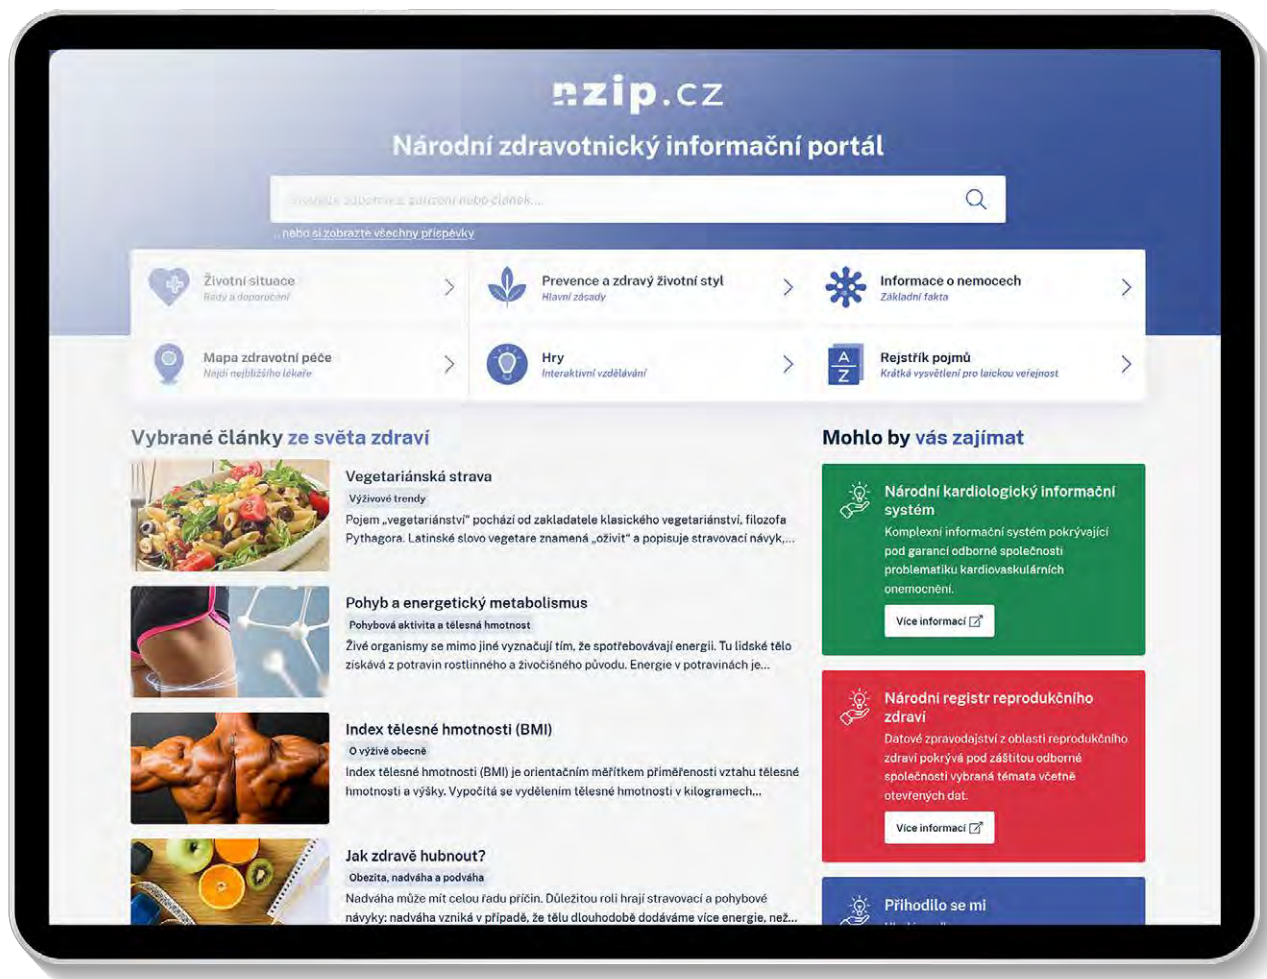 nzip.cz
Národní zdravotnický informační portál
nebo článek...
nebo si zobrazte všechny příspěvky
Životní situace
Rady a doporučení
Prevence a zdravý životní styl
Hlavní zásady
Informace o nemocech
Základní fakta
Mapa zdravotní péče
Najdi nejbližšího lékaře
Hry
Interaktivní vzdělávání
A
Z
Rejstřík pojmů
Krátká vysvětlení pro laickou veřejnost
Vybrané články ze světa zdraví
Vegetariánská strava
Výživové trendy
Pojem „vegetariánství" pochází od zakladatele klasického vegetariánství, filozofa
Pythagora. Latinské slovo vegetare znamená „oživit" a popisuje stravovací návyk,...
Pohyb a energetický metabolismus
Pohybová aktivita a tělesná hmotnost
Živé organismy se mimo jiné vyznačují tím, že spotřebovávají energii. Tu lidské tělo
získává z potravin rostlinného a živočišného původu. Energie v potravinách je...
Index tělesné hmotnosti (BMI)
O výživě obecně
Index tělesné hmotnosti (BMI) je orientačním měřítkem přiměřenosti vztahu tělesné
hmotnosti a výšky. Vypočítá se vydělením tělesné hmotnosti v kilogramech...
Jak zdravě hubnout?
Obezita, nadváha a podváha
Nadváha může mít celou řadu příčin. Důležitou roli hrají stravovací a pohybové
návyky: nadváha vzniká v případě, že tělu dlouhodobě dodáváme více energie, než...
Mohlo by vás zajímat
Národní kardiologický informační
systém
Komplexní informační systém pokrývající
pod garancí odborné společnosti
problematiku kardiovaskulárních
onemocnění.
Více informací
Národní registr reprodukčního
zdraví
Datové zpravodajství z oblasti reprodukčního
zdraví pokrývá pod záštitou odborné
společnosti vybraná témata včetně
otevřených dat.
Více informací
Přihodilo se mi